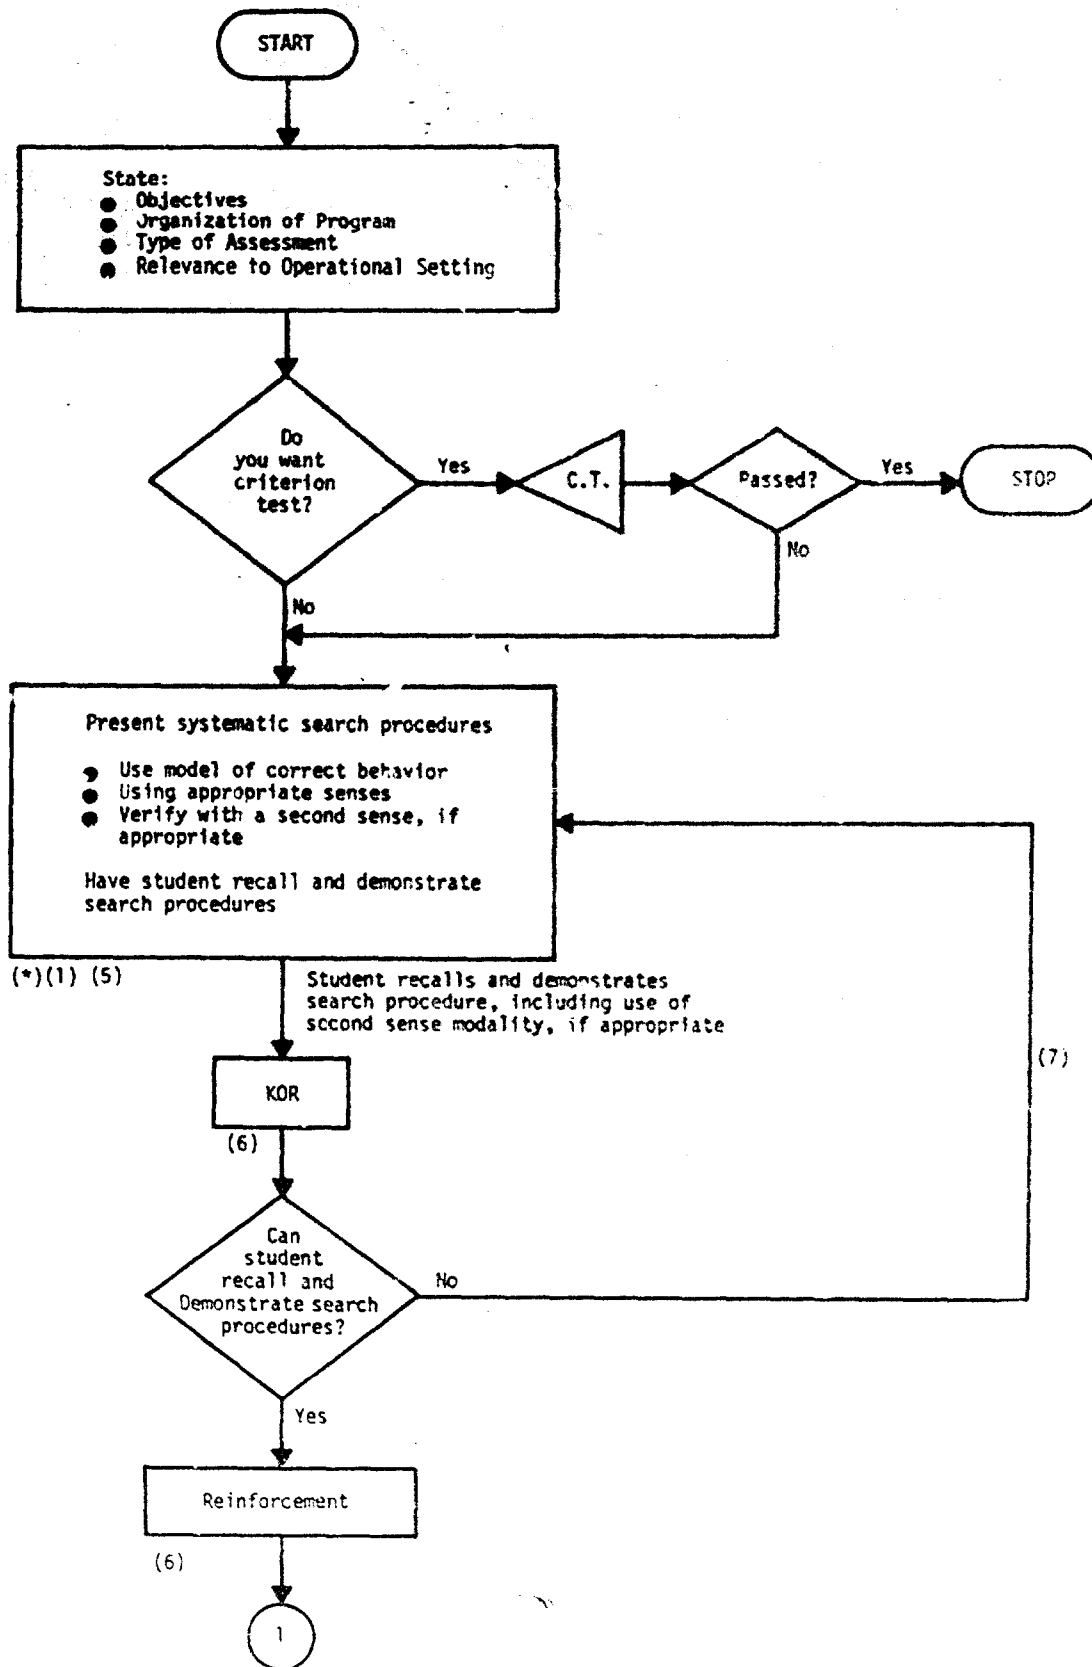 START
State:
● Objectives
● Jrganization of Program
● Type of Assessment
● Relevance to Operational Setting
Do
you want
criterion
test?
Yes
C.T.
Passed?
Yes
STOP
No
No
Present systematic search procedures
● Use model of correct behavior
● Using appropriate senses
● Verify with a second sense, if
appropriate
Have student recall and demonstrate
search procedures
(*)(1) (5)
Student recalls and demonstrates
search procedure, including use of
second sense modality, if appropriate
(7)
KOR
(6)
Can
student
recall and
Demonstrate search
procedures?
No
Yes
Reinforcement
(6)
1